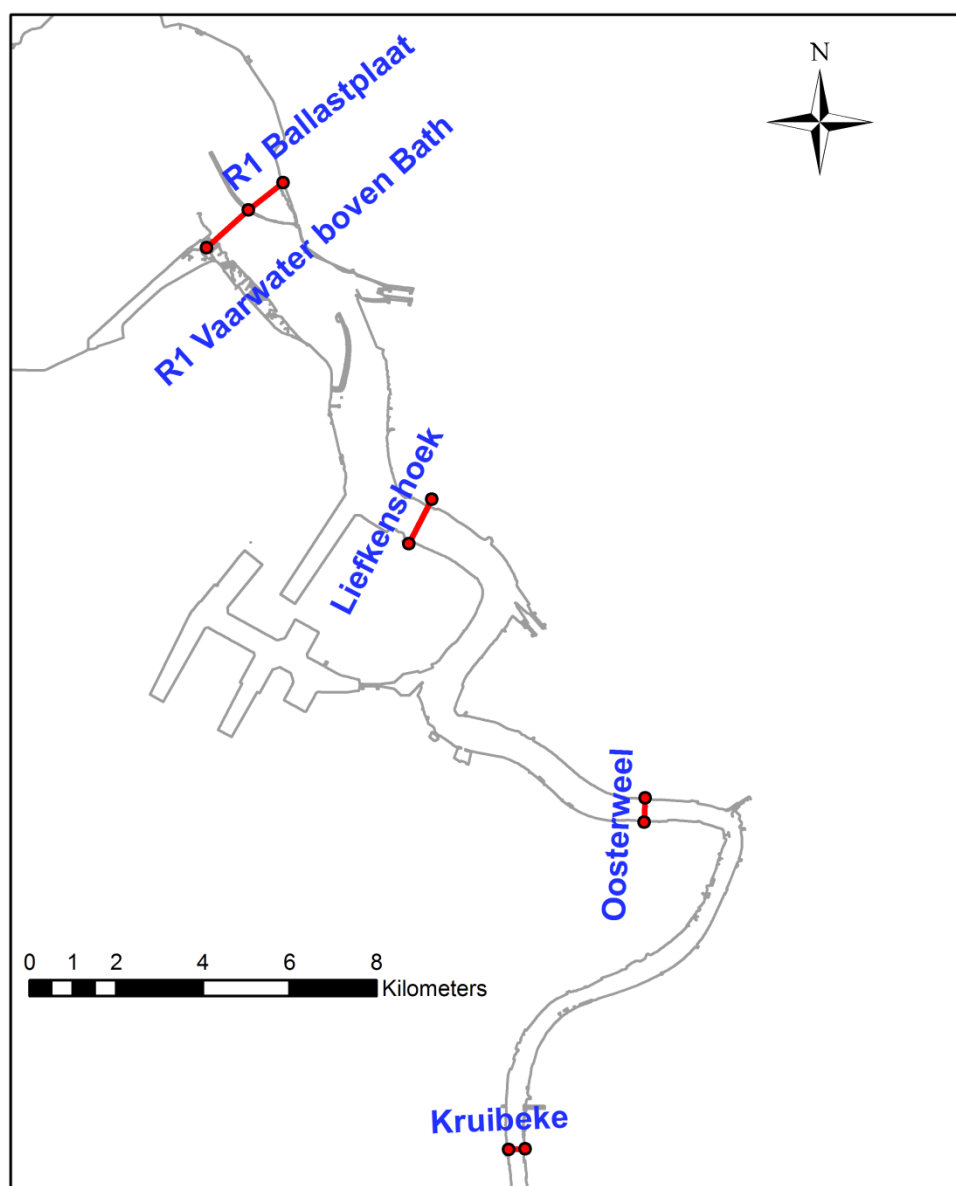 N
R1 Ballastplaat
R1 Vaarwater boven Bath
Liefkenshoek
Oosterweel
0 1 2 4 6 8
Kilometers
Kruibeke